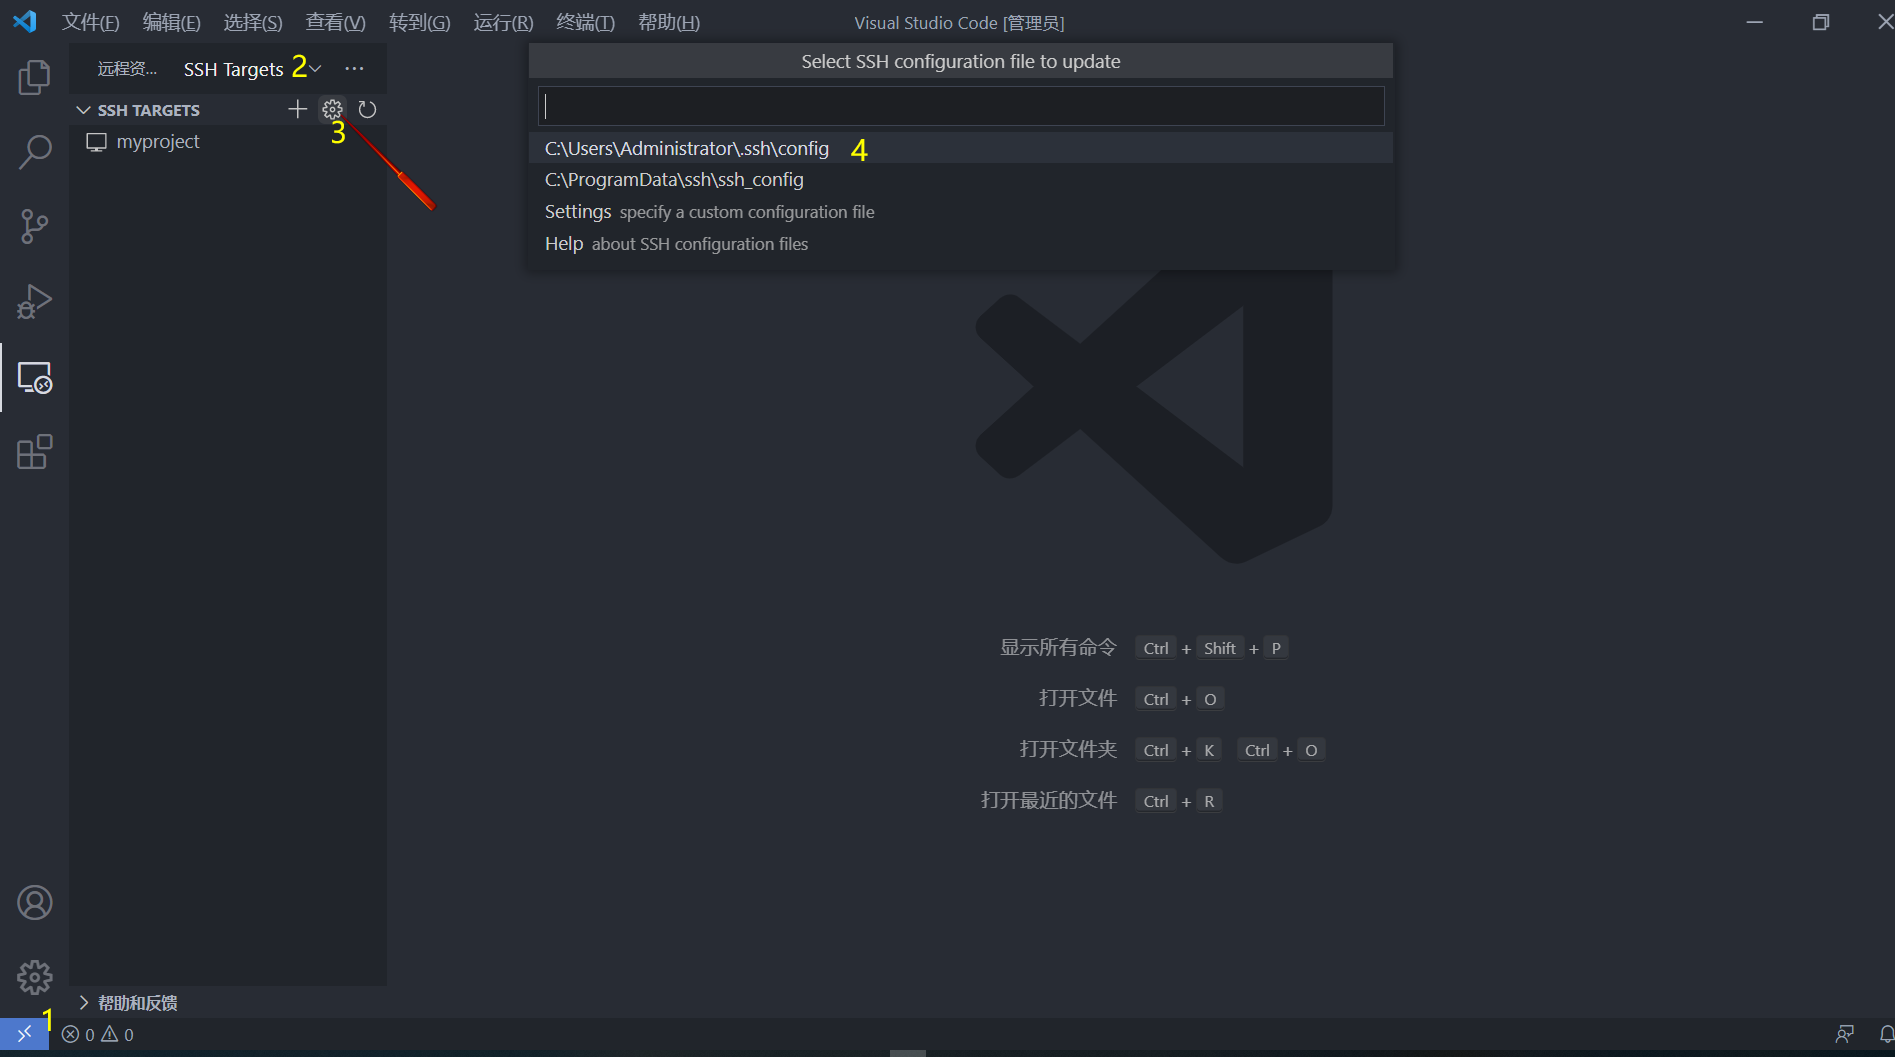 文件(F) 编辑(E) 选择(S) 查看(V) 转到(G) 运行(R) 终端(T) 帮助(H) Visual Studio Code [管理员]
远程资... SSH Targets 2
SSH TARGETS
3
myproject
Select SSH configuration file to update
C:\Users\Administrator\.ssh\config 4
C:\ProgramData\ssh\ssh_config
Settings specify a custom configuration file
Help about SSH configuration files
显示所有命令 Ctrl + Shift + P
打开文件 Ctrl + O
打开文件夹 Ctrl + K Ctrl + O
打开最近的文件 Ctrl + R
帮助和反馈
1
0 0